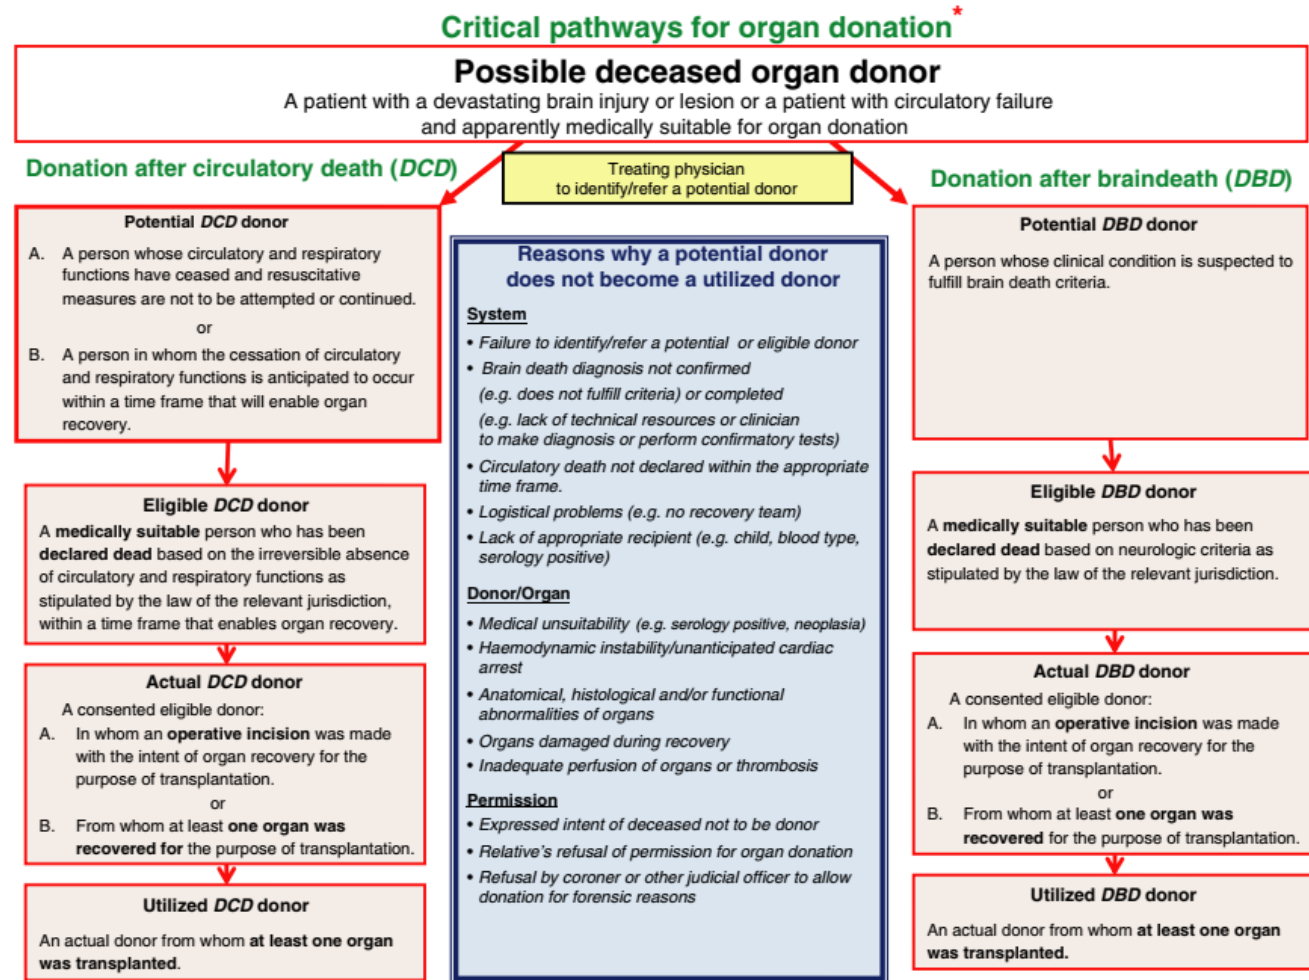 Critical pathways for organ donation*
Possible deceased organ donor
A patient with a devastating brain injury or lesion or a patient with circulatory failure
and apparently medically suitable for organ donation
Donation after circulatory death (DCD)
Treating physician
to identify/refer a potential donor
Donation after braindeath (DBD)
Potential DCD donor
A. A person whose circulatory and respiratory
functions have ceased and resuscitative
measures are not to be attempted or continued.
or
B. A person in whom the cessation of circulatory
and respiratory functions is anticipated to occur
within a time frame that will enable organ
recovery.
Eligible DCD donor
A medically suitable person who has been
declared dead based on the irreversible absence
of circulatory and respiratory functions as
stipulated by the law of the relevant jurisdiction,
within a time frame that enables organ recovery.
Actual DCD donor
A consented eligible donor:
A. In whom an operative incision was made
with the intent of organ recovery for the
purpose of transplantation.
or
B. From whom at least one organ was
recovered for the purpose of transplantation.
Utilized DCD donor
An actual donor from whom at least one organ
was transplanted.
Reasons why a potential donor
does not become a utilized donor
System
• Failure to identify/refer a potential or eligible donor
• Brain death diagnosis not confirmed
(e.g. does not fulfill criteria) or completed
(e.g. lack of technical resources or clinician
to make diagnosis or perform confirmatory tests)
• Circulatory death not declared within the appropriate
time frame.
• Logistical problems (e.g. no recovery team)
• Lack of appropriate recipient (e.g. child, blood type,
serology positive)
Donor/Organ
• Medical unsuitability (e.g. serology positive, neoplasia)
• Haemodynamic instability/unanticipated cardiac
arrest
• Anatomical, histological and/or functional
abnormalities of organs
• Organs damaged during recovery
• Inadequate perfusion of organs or thrombosis
Permission
• Expressed intent of deceased not to be donor
• Relative's refusal of permission for organ donation
• Refusal by coroner or other judicial officer to allow
donation for forensic reasons
Potential DBD donor
A person whose clinical condition is suspected to
fulfill brain death criteria.
Eligible DBD donor
A medically suitable person who has been
declared dead based on neurologic criteria as
stipulated by the law of the relevant jurisdiction.
Actual DBD donor
A consented eligible donor:
A. In whom an operative incision was made
with the intent of organ recovery for the
purpose of transplantation.
or
B. From whom at least one organ was
recovered for the purpose of transplantation.
Utilized DBD donor
An actual donor from whom at least one organ
was transplanted.